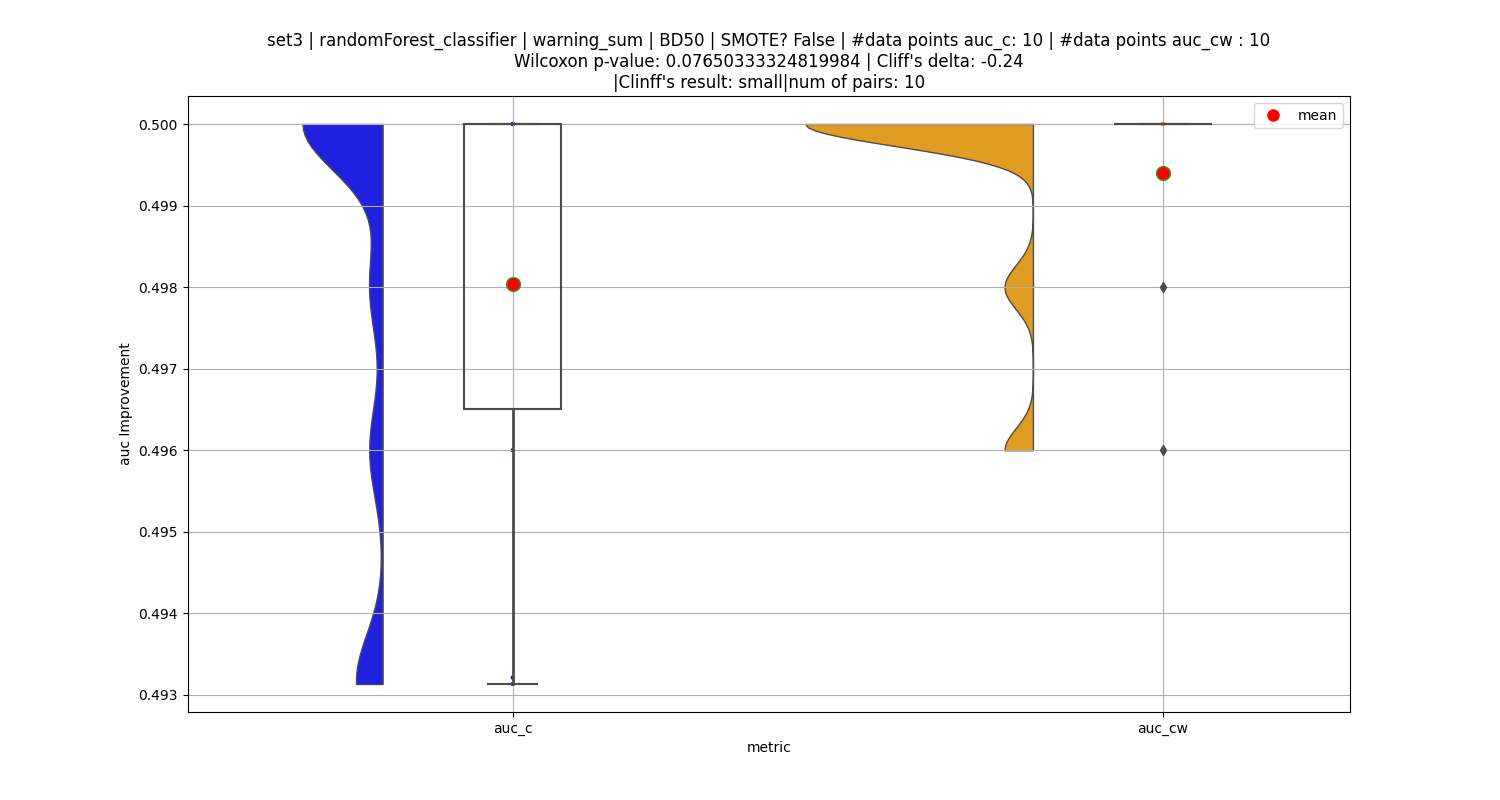 set3 | randomForest_classifier | warning_sum | BD50 | SMOTE? False | #data points auc_c: 10 | #data points auc_cw : 10
Wilcoxon p-value: 0.07650333324819984 | Cliff's delta: -0.24
|Clinff's result: small|num of pairs: 10
mean
0.500
0.499
0.498
0.497
0.496
0.495
0.494
0.493
auc Improvement
auc_c
auc_cw
metric